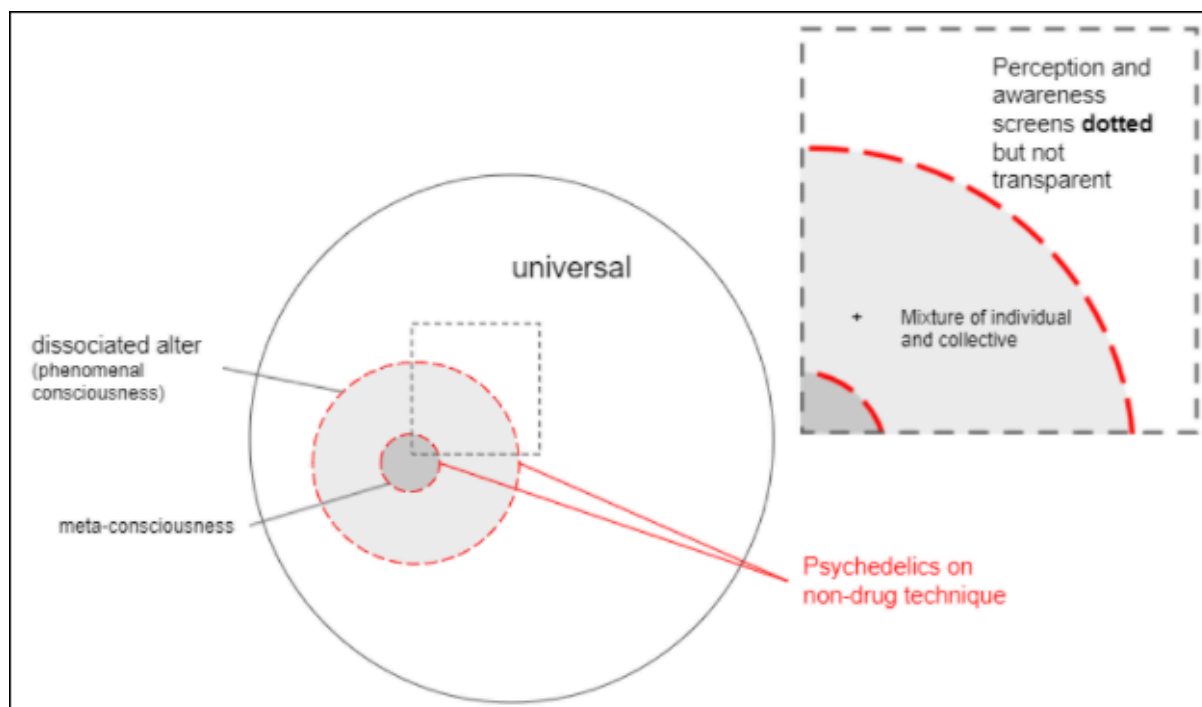 Perception and
awareness
screens dotted
but not
transparent
universal
+ Mixture of individual
and collective
dissociated alter
(phenomenal
consciousness)
meta-consciousness
Psychedelics on
non-drug technique